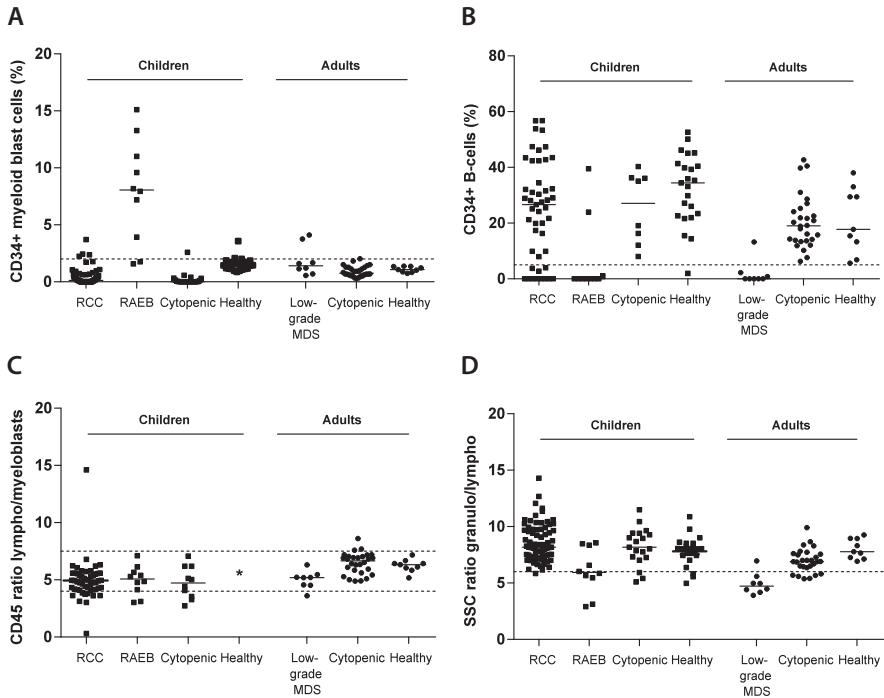 A
CD34+ myeloid blast cells (%)
20
15
10
5
0
Children
Adults
RCC
RAEB
Cytopenic
Healthy
Low-
grade
MDS
Cytopenic
Healthy
B
CD34+ B-cells (%)
80
60
40
20
0
Children
Adults
RCC
RAEB
Cytopenic
Healthy
Low-
grade
MDS
Cytopenic
Healthy
C
CD45 ratio lympho/myeloblasts
20
15
10
5
0
Children
Adults
*
RCC
RAEB
Cytopenic
Healthy
Low-
grade
MDS
Cytopenic
Healthy
D
SSC ratio granulo/lympho
20
15
10
5
0
Children
Adults
RCC
RAEB
Cytopenic
Healthy
Low-
grade
MDS
Cytopenic
Healthy